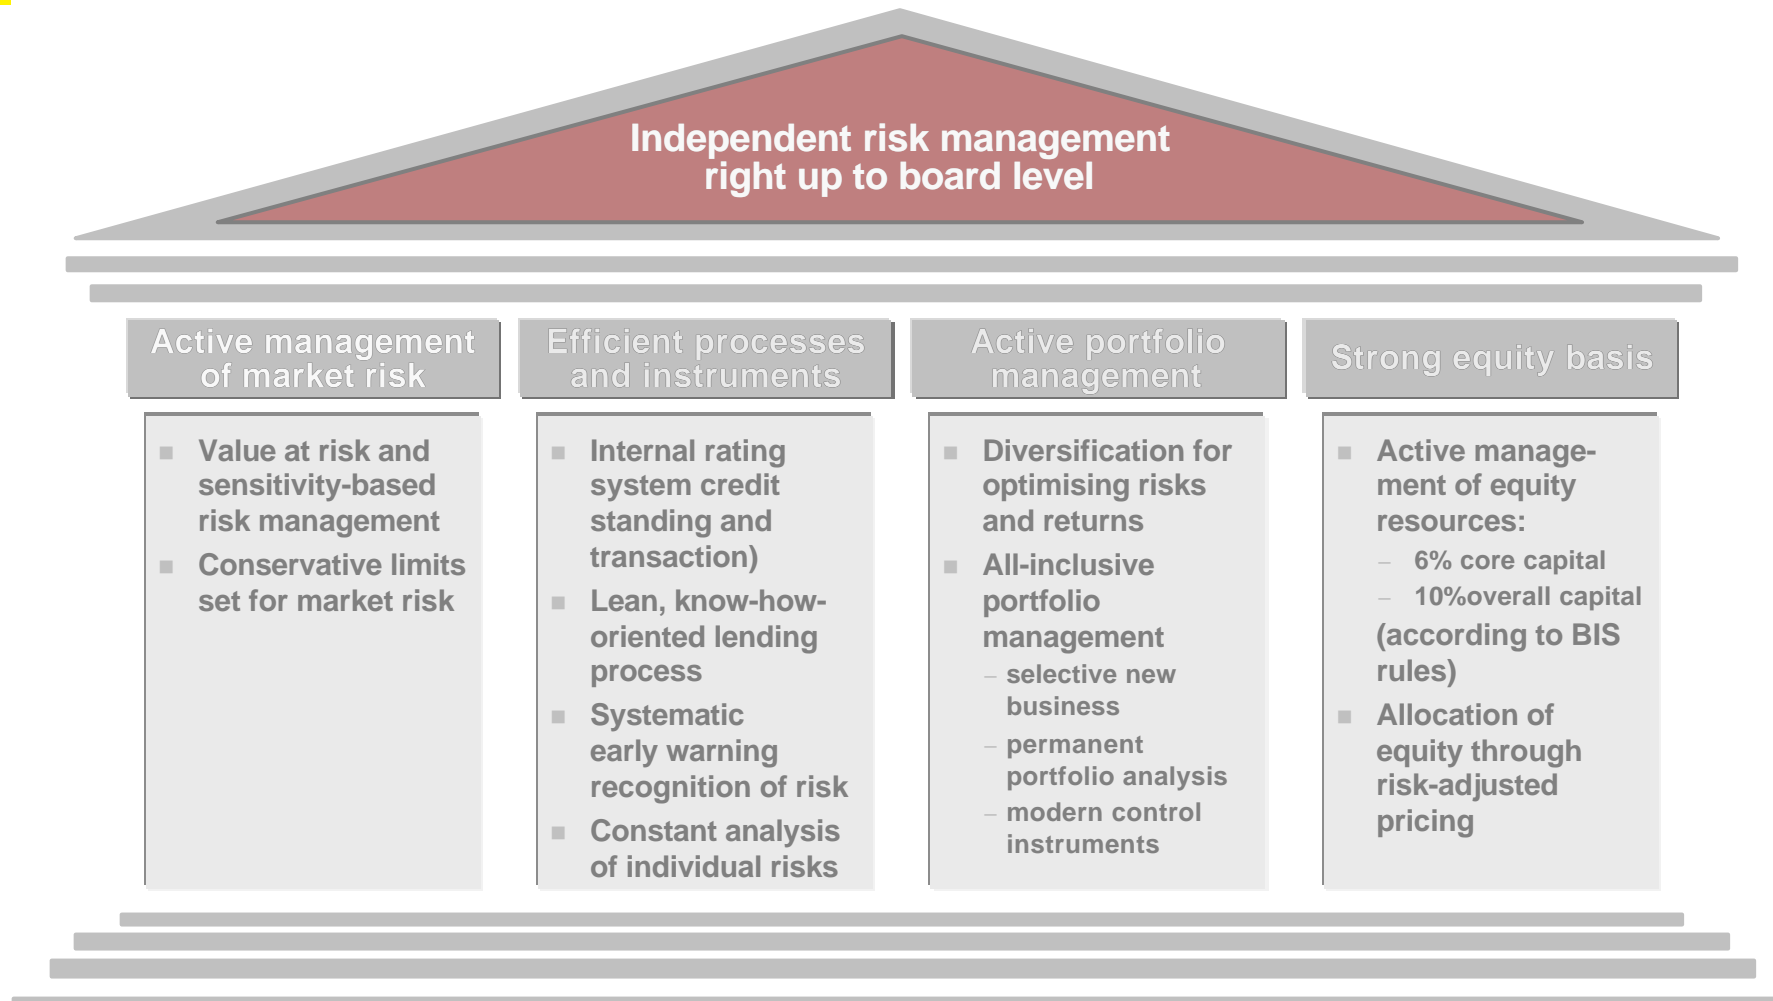 Independent risk management
right up to board level
Active management
of market risk
Value at risk and
sensitivity-based
risk management
Conservative limits
set for market risk
Efficient processes
and instruments
Internal rating
system credit
standing and
transaction)
Lean, know-how-
oriented lending
process
Systematic
early warning
recognition of risk
Constant analysis
of individual risks
Active portfolio
management
Diversification for
optimising risks
and returns
All-inclusive
portfolio
management
– selective new
business
– permanent
portfolio analysis
– modern control
instruments
Strong equity basis
Active manage-
ment of equity
resources:
– 6% core capital
– 10%overall capital
(according to BIS
rules)
Allocation of
equity through
risk-adjusted
pricing